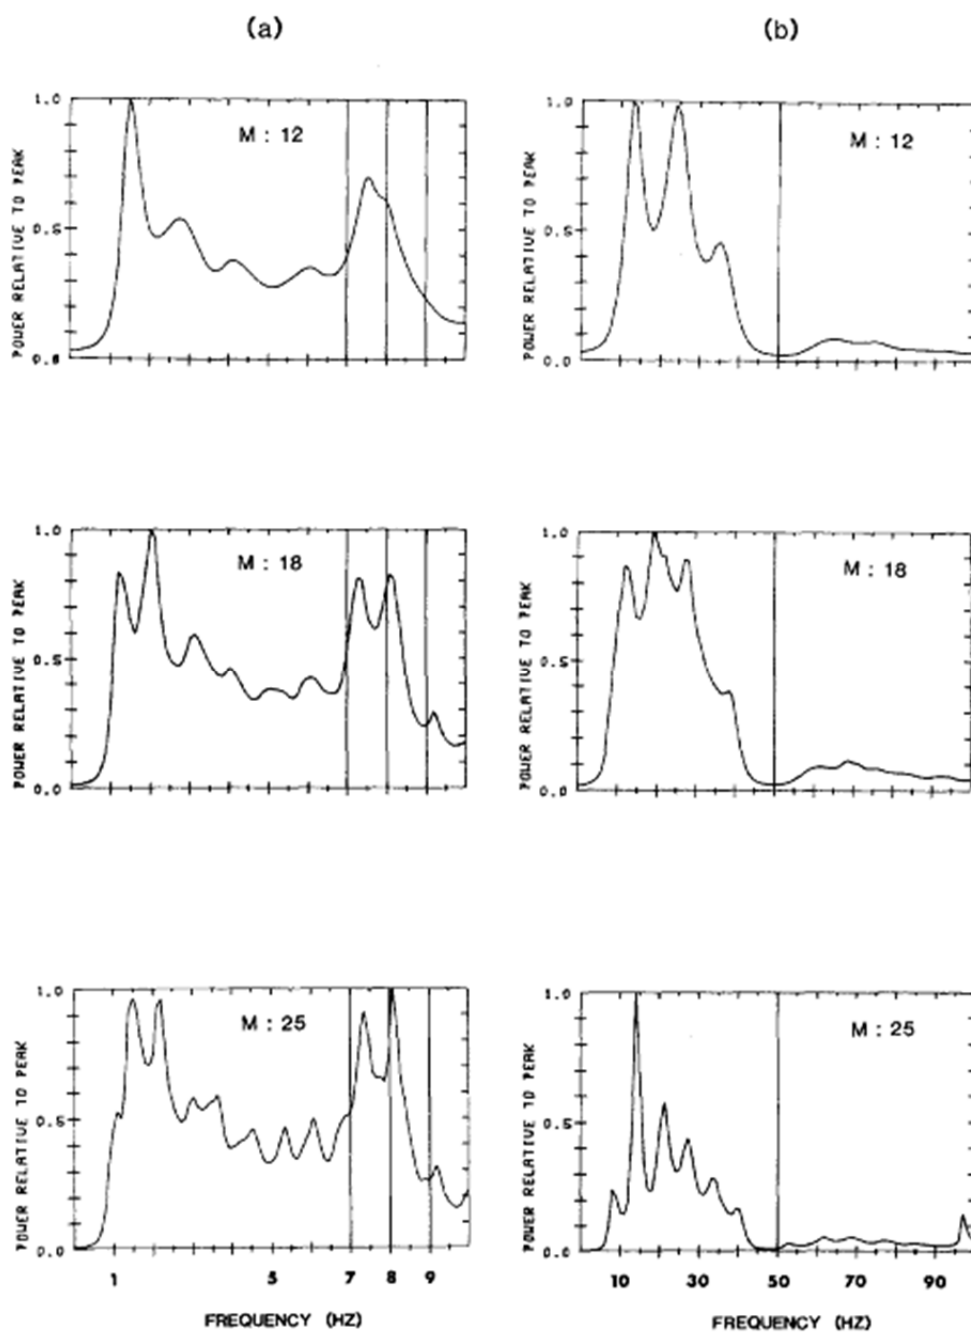 (a)
(b)
1.0
POWER RELATIVE TO PEAK
0.5
0.0
M : 12
1.0
POWER RELATIVE TO PEAK
0.5
0.0
M : 12
1.0
POWER RELATIVE TO PEAK
0.5
0.0
M : 18
1.0
POWER RELATIVE TO PEAK
0.5
0.0
M : 18
1.0
POWER RELATIVE TO PEAK
0.5
0.0
M : 25
1 5 7 8 9
FREQUENCY (HZ)
1.0
POWER RELATIVE TO PEAK
0.5
0.0
M : 25
10 30 50 70 90
FREQUENCY (HZ)